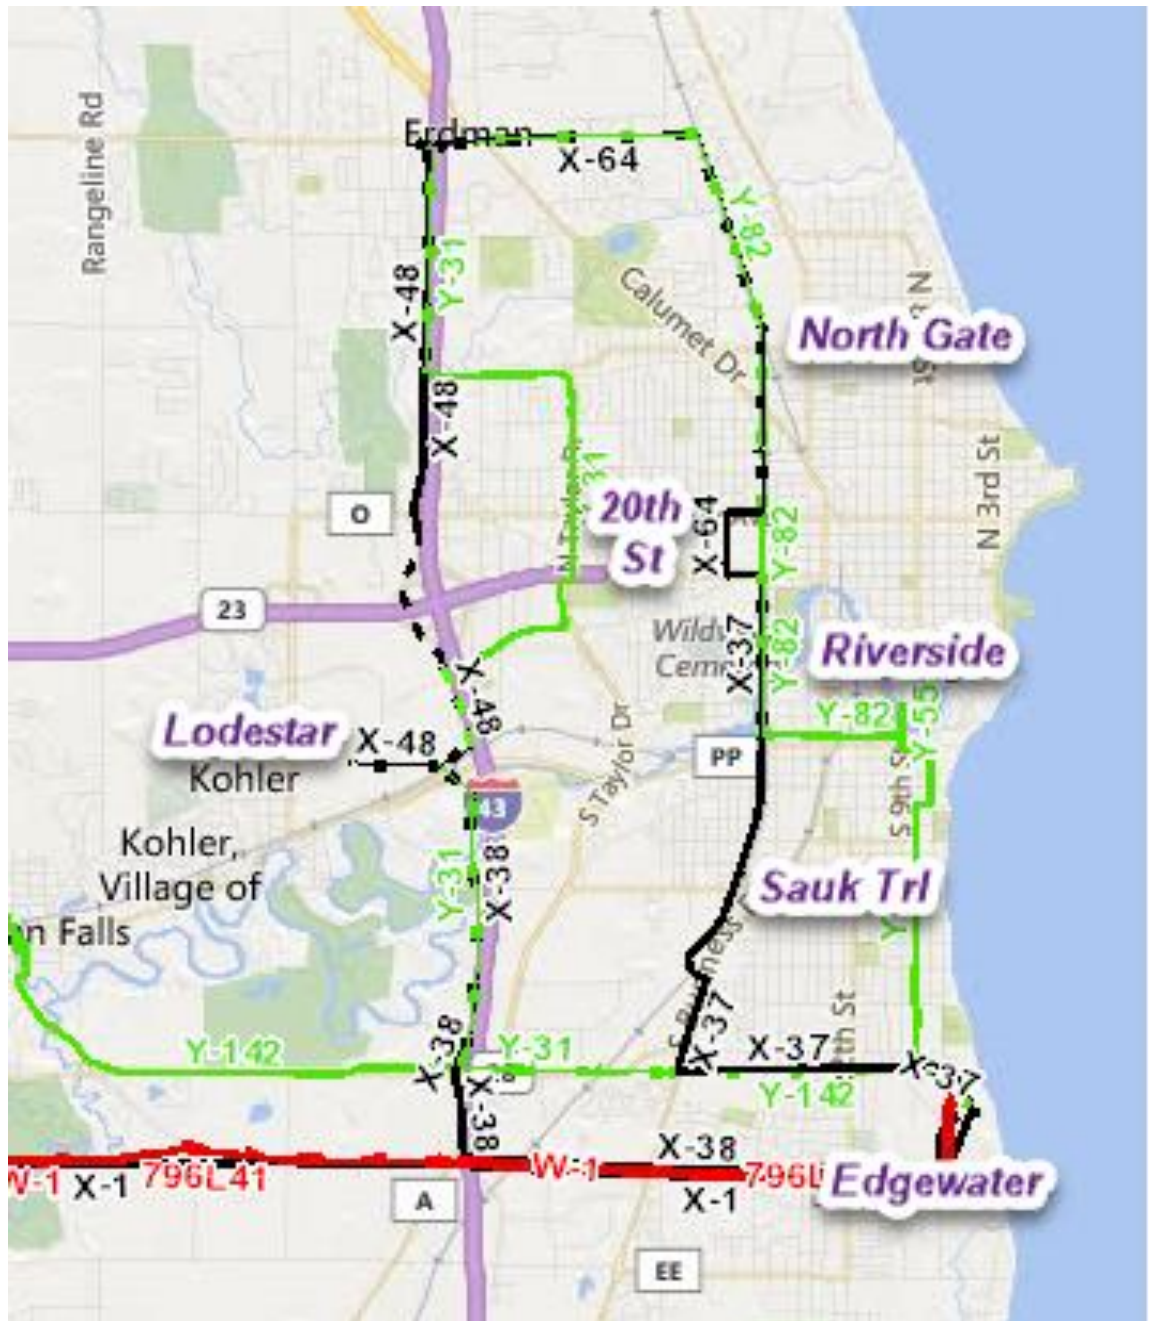 Rangeline Rd
Erdman
X-64
Y-82
X-48
Y-31
Calumet Dr
North Gate
X-48
N 3rd St
O
20th
St
X-64
Y-82
23
X-37
Y-82
Riverside
X-48
Lodestar
X-48
Kohler
S Taylor Dr
PP
Y-82
Y-55
S 9th St
43
Kohler,
Village of
Y-31
X-38
Sauk Trl
n Falls
X-37
Y-142
X-38
Y-31
X-37
X-37
Y-142
X-38
X-38
W-1
X-1
796L41
W-1
796L
X-1
Edgewater
A
EE